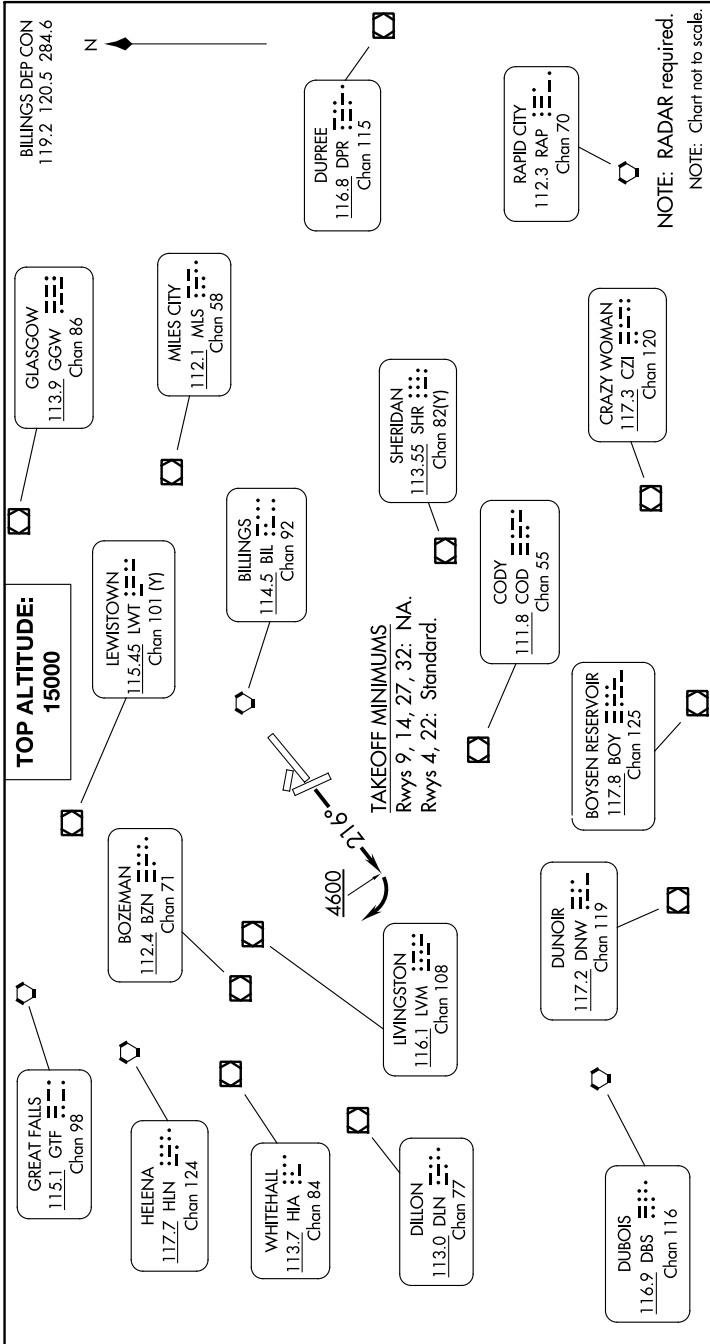 TOP ALTITUDE:
15000
BILLINGS DEP CON
119.2 120.5 284.6
N
GREAT FALLS
115.1 GTF
Chan 98
LEWISTOWN
115.45 LWT
Chan 101 (Y)
GLASGOW
113.9 GGW
Chan 86
HELENA
117.7 HLN
Chan 124
BOZEMAN
112.4 BZN
Chan 71
MILES CITY
112.1 MLS
Chan 58
WHITEHALL
113.7 HIA
Chan 84
BILLINGS
114.5 BIL
Chan 92
DUPREE
116.8 DPR
Chan 115
216°
4600
LIVINGSTON
116.1 LVM
Chan 108
DILLON
113.0 DLN
Chan 77
TAKEOFF MINIMUMS
Rwys 9, 14, 27, 32: NA.
Rwys 4, 22: Standard.
SHERIDAN
113.55 SHR
Chan 82(Y)
CODY
111.8 COD
Chan 55
RAPID CITY
112.3 RAP
Chan 70
DUNOIR
117.2 DNW
Chan 119
BOYSEN RESERVOIR
117.8 BOY
Chan 125
CRAZY WOMAN
117.3 CZI
Chan 120
DUBOIS
116.9 DBS
Chan 116
NOTE: RADAR required.
NOTE: Chart not to scale.